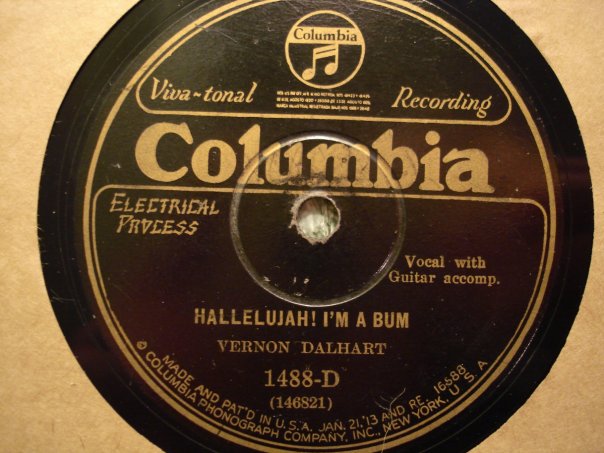 Columbia
Viva-tonal Recording
Columbia
ELECTRICAL
PROCESS
Vocal with
Guitar accomp.
HALLELUJAH! I'M A BUM
VERNON DALHART
1488-D
(146821)
MADE AND PAT'D IN U.S.A. JAN. 21, '13 AND RE. 16588
© COLUMBIA PHONOGRAPH COMPANY, INC., NEW YORK, U.S.A